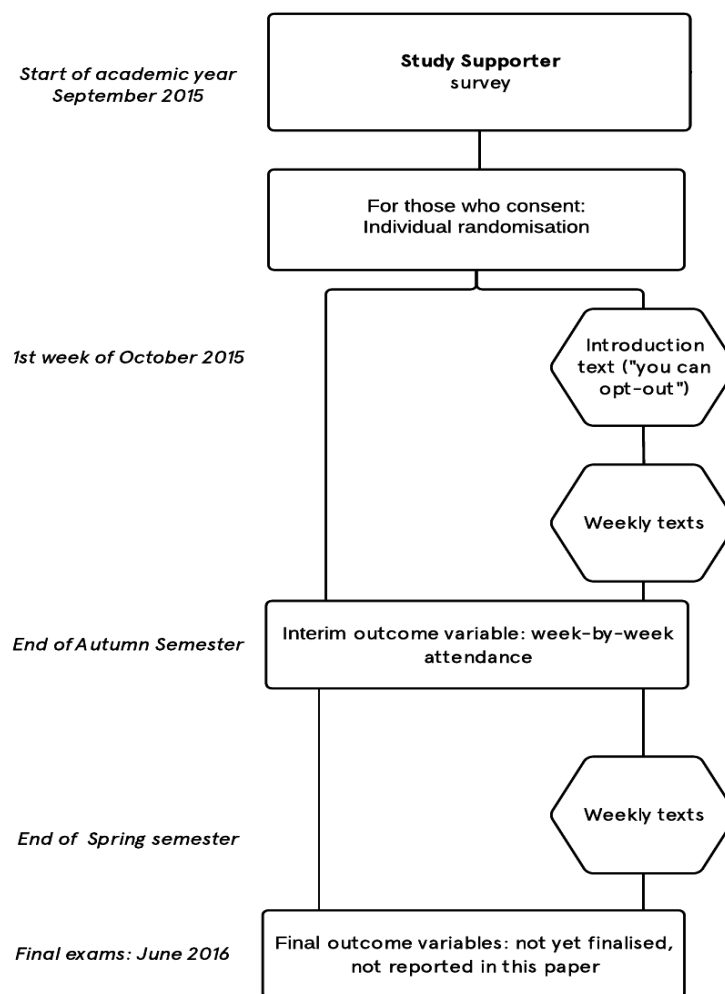 Start of academic year
September 2015
Study Supporter
survey
For those who consent:
Individual randomisation
1st week of October 2015
Introduction
text ("you can
opt-out")
Weekly texts
End of Autumn Semester
Interim outcome variable: week-by-week
attendance
Weekly texts
End of Spring semester
Final exams: June 2016
Final outcome variables: not yet finalised,
not reported in this paper